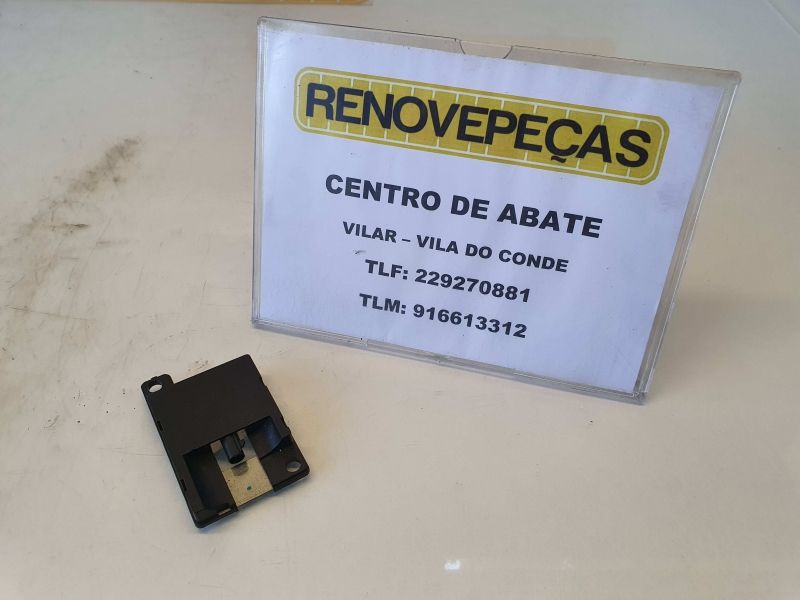 RENOVEPEÇAS
CENTRO DE ABATE
VILAR – VILA DO CONDE
TLF: 229270881
TLM: 916613312